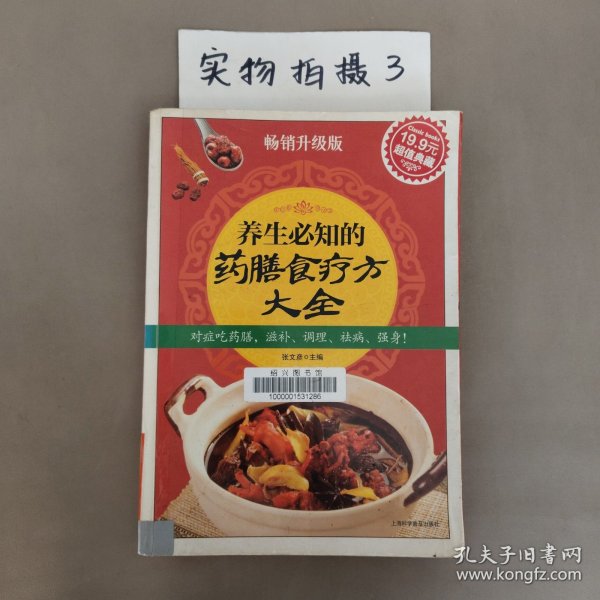 实物拍摄3
畅销升级版
Classic books
19.9元
超值典藏
养生必知的
药膳食疗方
大全
对症吃药膳，滋补、调理、祛病、强身！
张文彦○主编
绍兴图书馆
1000001531286
上海科学普及出版社
孔夫子旧书网
www.kongfz.com